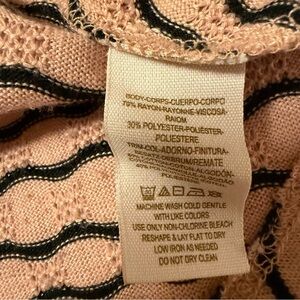 BODY-CORPS-CUERPO-CORPO
70% RAYON-RAYONNE-VISCOSA-
RAIOM
30% POLYESTER-POLIÉSTER-
POLIESTERE
TRIM-COL-ADORNO-FINITURA-
MACHINE WASH COLD GENTLE
WITH LIKE COLORS
USE ONLY NON-CHLORINE BLEACH
RESHAPE & LAY FLAT TO DRY
LOW IRON AS NEEDED
DO NOT DRY CLEAN